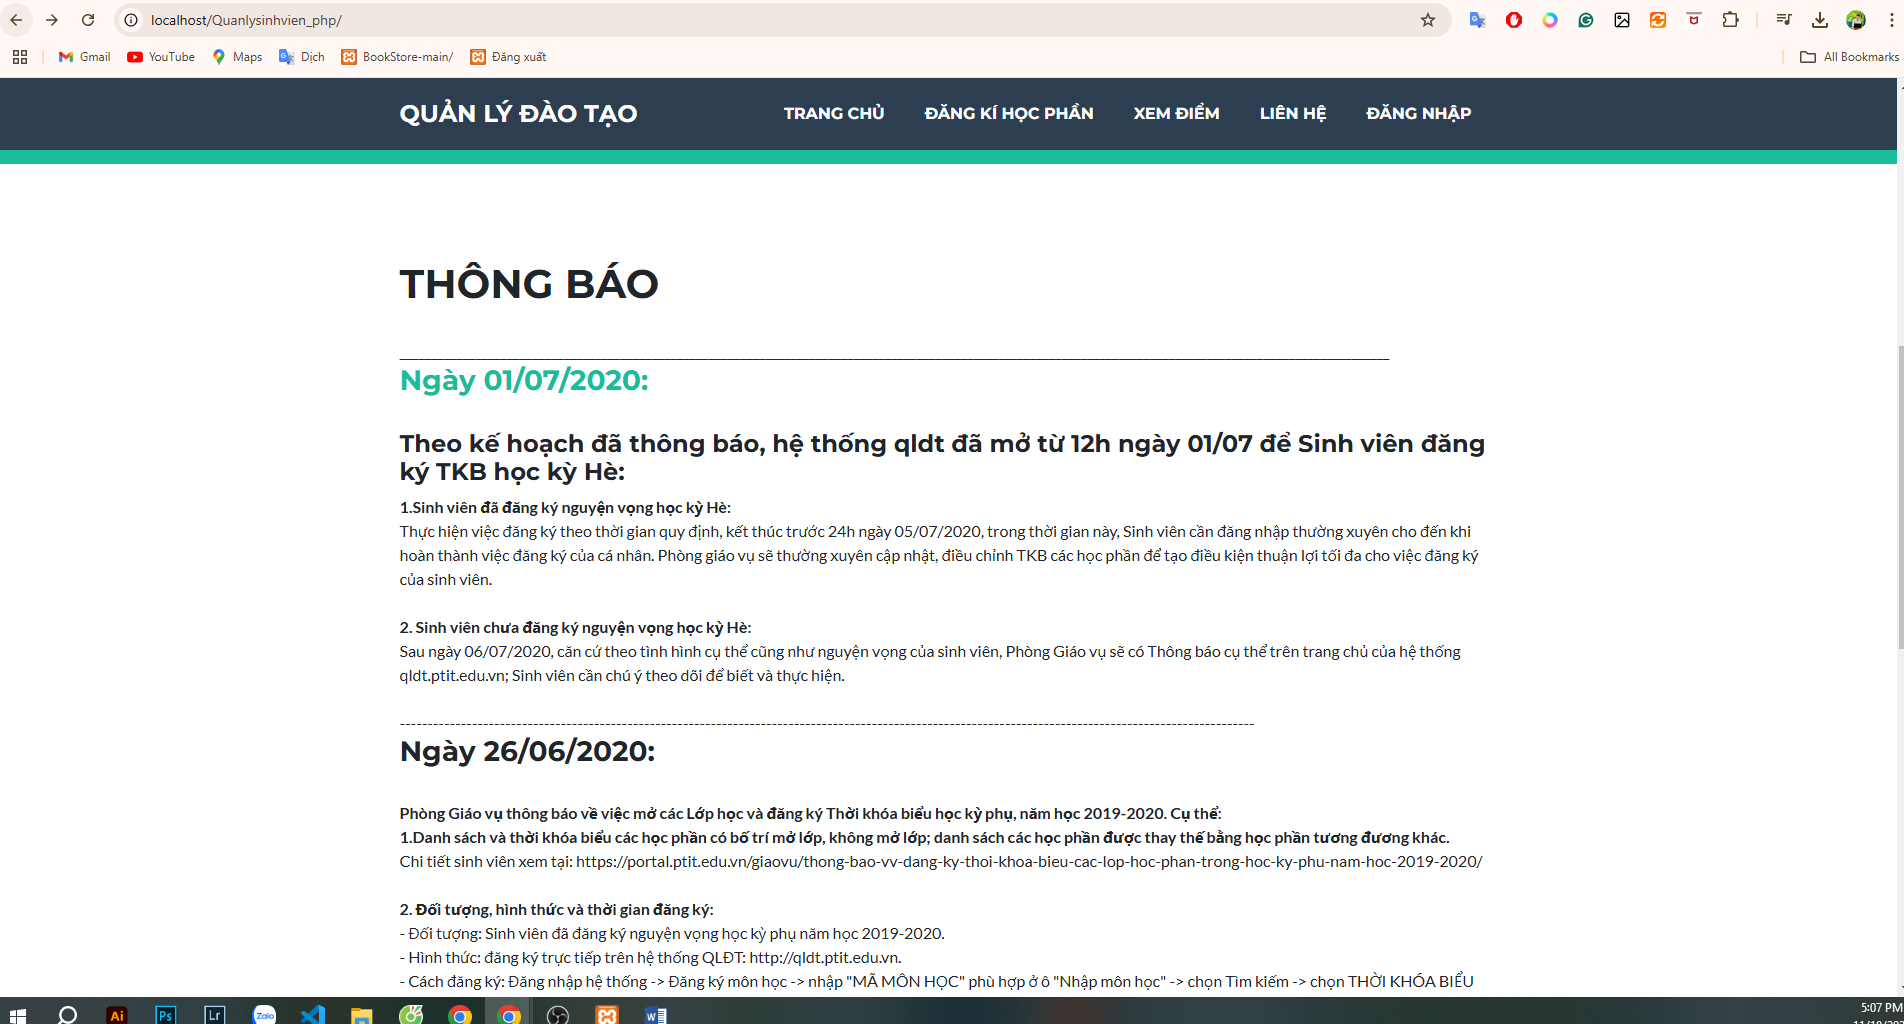 localhost/Quanlysinhvien_php/
Gmail YouTube Maps Dịch BookStore-main/ Đăng xuất All Bookmarks
QUẢN LÝ ĐÀO TẠO TRANG CHỦ ĐĂNG KÍ HỌC PHẦN XEM ĐIỂM LIÊN HỆ ĐĂNG NHẬP
THÔNG BÁO
Ngày 01/07/2020:
Theo kế hoạch đã thông báo, hệ thống qldt đã mở từ 12h ngày 01/07 để Sinh viên đăng
ký TKB học kỳ Hè:
1.Sinh viên đã đăng ký nguyện vọng học kỳ Hè:
Thực hiện việc đăng ký theo thời gian quy định, kết thúc trước 24h ngày 05/07/2020, trong thời gian này, Sinh viên cần đăng nhập thường xuyên cho đến khi
hoàn thành việc đăng ký của cá nhân. Phòng giáo vụ sẽ thường xuyên cập nhật, điều chỉnh TKB các học phần để tạo điều kiện thuận lợi tối đa cho việc đăng ký
của sinh viên.
2. Sinh viên chưa đăng ký nguyện vọng học kỳ Hè:
Sau ngày 06/07/2020, căn cứ theo tình hình cụ thể cũng như nguyện vọng của sinh viên, Phòng Giáo vụ sẽ có Thông báo cụ thể trên trang chủ của hệ thống
qldt.ptit.edu.vn; Sinh viên cần chú ý theo dõi để biết và thực hiện.
Ngày 26/06/2020:
Phòng Giáo vụ thông báo về việc mở các Lớp học và đăng ký Thời khóa biểu học kỳ phụ, năm học 2019-2020. Cụ thể:
1.Danh sách và thời khóa biểu các học phần có bố trí mở lớp, không mở lớp; danh sách các học phần được thay thế bằng học phần tương đương khác.
Chi tiết sinh viên xem tại: https://portal.ptit.edu.vn/giaovu/thong-bao-vv-dang-ky-thoi-khoa-bieu-cac-lop-hoc-phan-trong-hoc-ky-phu-nam-hoc-2019-2020/
2. Đối tượng, hình thức và thời gian đăng ký:
- Đối tượng: Sinh viên đã đăng ký nguyện vọng học kỳ phụ năm học 2019-2020.
- Hình thức: đăng ký trực tiếp trên hệ thống QLĐT: http://qldt.ptit.edu.vn.
- Cách đăng ký: Đăng nhập hệ thống -> Đăng ký môn học -> nhập "MÃ MÔN HỌC" phù hợp ở ô "Nhập môn học" -> chọn Tìm kiếm -> chọn THỜI KHÓA BIỂU
Ai Ps Lr Zalo
5:07 PM